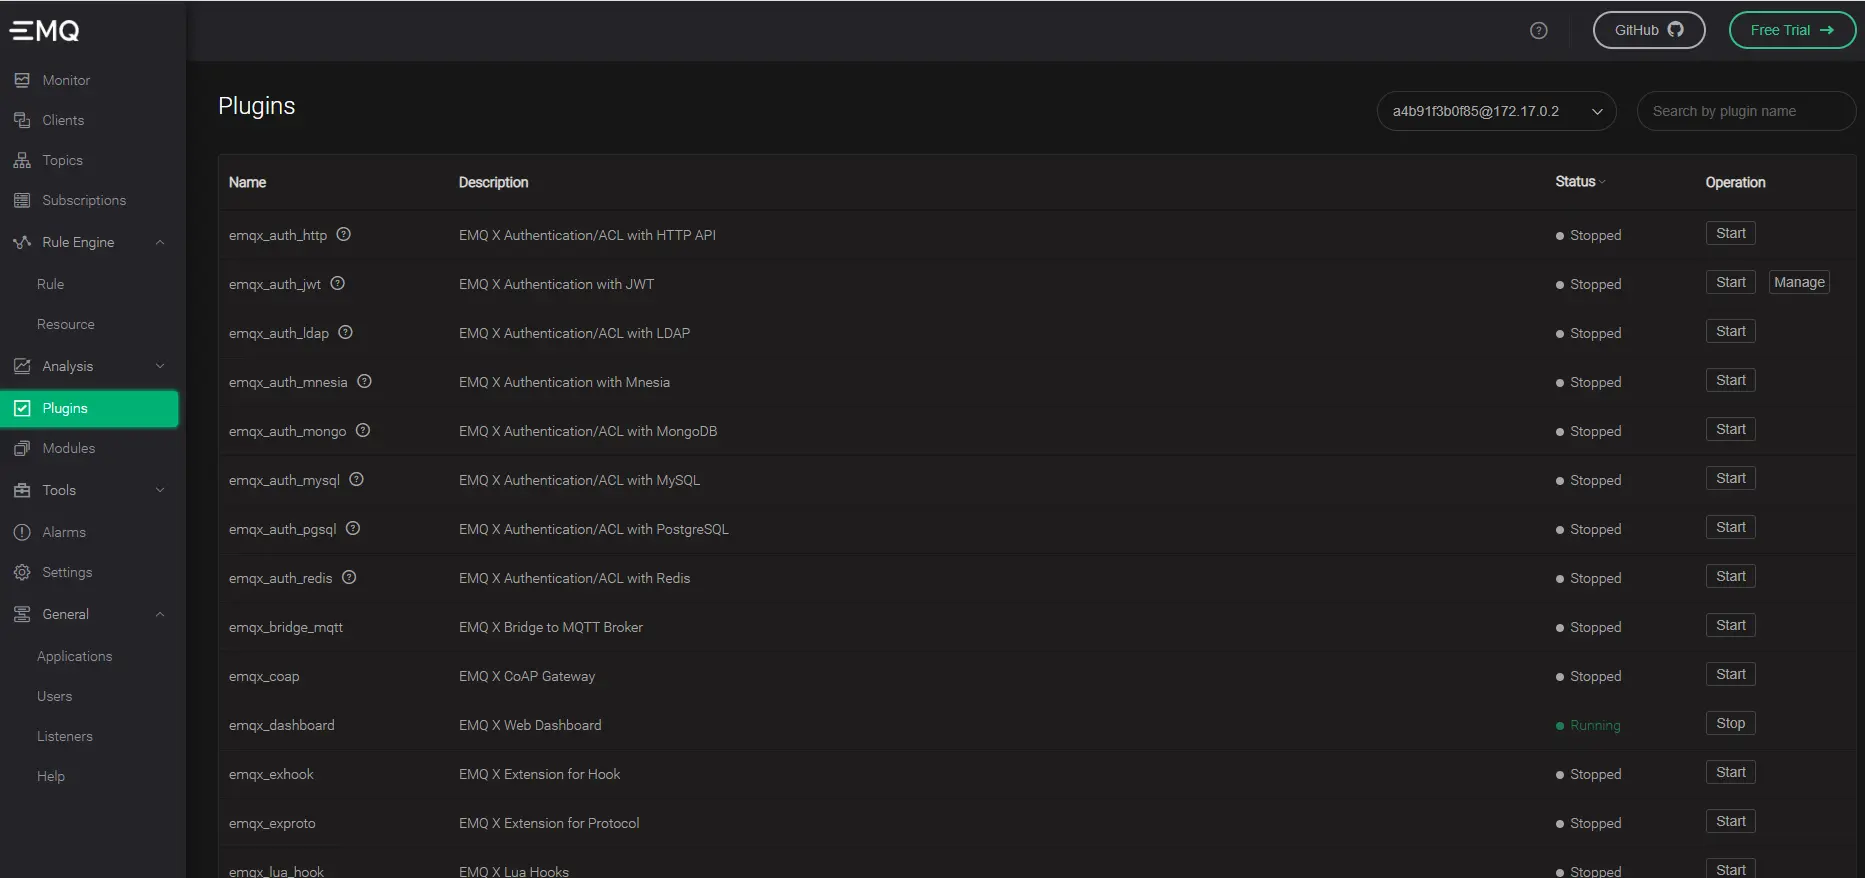 EMQ
GitHub
Free Trial →
Monitor
Clients
Topics
Subscriptions
Rule Engine
Rule
Resource
Analysis
Plugins
Modules
Tools
Alarms
Settings
General
Applications
Users
Listeners
Help
Plugins
a4b91f3b0f85@172.17.0.2
Search by plugin name
Name Description Status Operation
emqx_auth_http EMQ X Authentication/ACL with HTTP API Stopped Start
emqx_auth_jwt EMQ X Authentication with JWT Stopped Start Manage
emqx_auth_ldap EMQ X Authentication/ACL with LDAP Stopped Start
emqx_auth_mnesia EMQ X Authentication with Mnesia Stopped Start
emqx_auth_mongo EMQ X Authentication/ACL with MongoDB Stopped Start
emqx_auth_mysql EMQ X Authentication/ACL with MySQL Stopped Start
emqx_auth_pgsql EMQ X Authentication/ACL with PostgreSQL Stopped Start
emqx_auth_redis EMQ X Authentication/ACL with Redis Stopped Start
emqx_bridge_mqtt EMQ X Bridge to MQTT Broker Stopped Start
emqx_coap EMQ X CoAP Gateway Stopped Start
emqx_dashboard EMQ X Web Dashboard Running Stop
emqx_exhook EMQ X Extension for Hook Stopped Start
emqx_exproto EMQ X Extension for Protocol Stopped Start
emqx_lua_hook EMQ X Lua Hooks Stopped Start